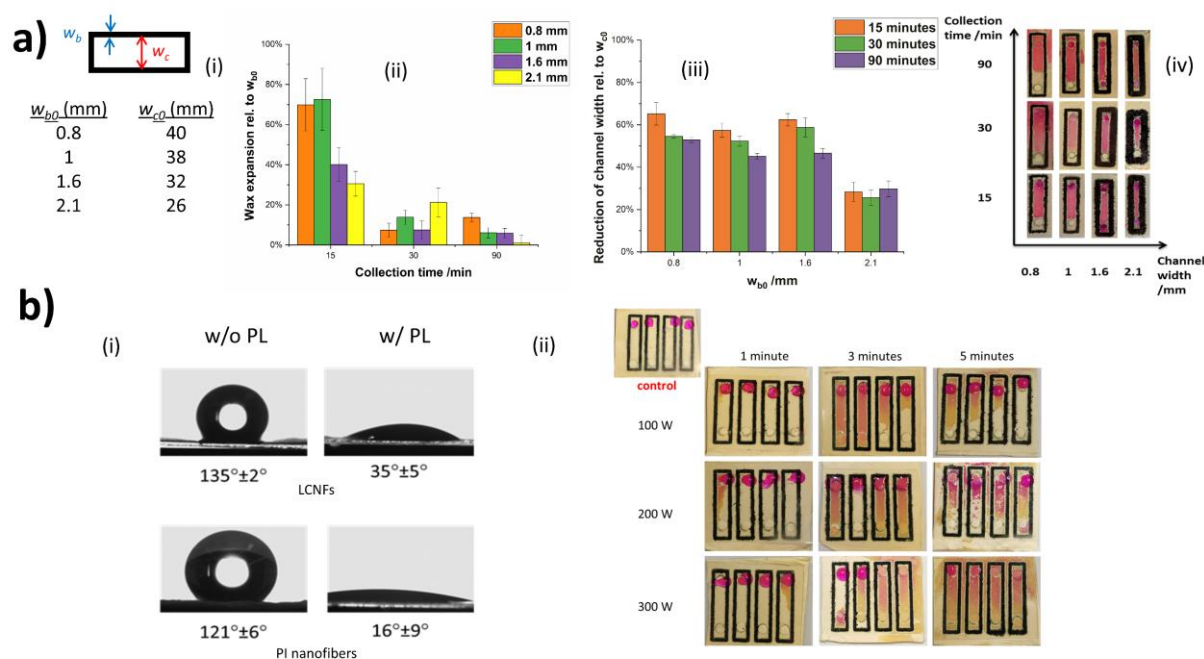 a)
w_b
w_c
(i)
w_b0 (mm) w_c0 (mm)
0.8 40
1 38
1.6 32
2.1 26
(ii)
0.8 mm
1 mm
1.6 mm
2.1 mm
Wax expansion rel. to w_b0
80%
60%
40%
20%
0%
15 30 90
Collection time /min
(iii)
15 minutes
30 minutes
90 minutes
Reduction of channel width rel. to w_c0
100%
80%
60%
40%
20%
0%
0.8 1 1.6 2.1
w_b0 /mm
Collection
time /min
(iv)
90
30
15
0.8 1 1.6 2.1
Channel
width
/mm
b)
(i)
w/o PL w/ PL
135°±2° 35°±5°
LCNFs
121°±6° 16°±9°
PI nanofibers
(ii)
control
1 minute 3 minutes 5 minutes
100 W
200 W
300 W